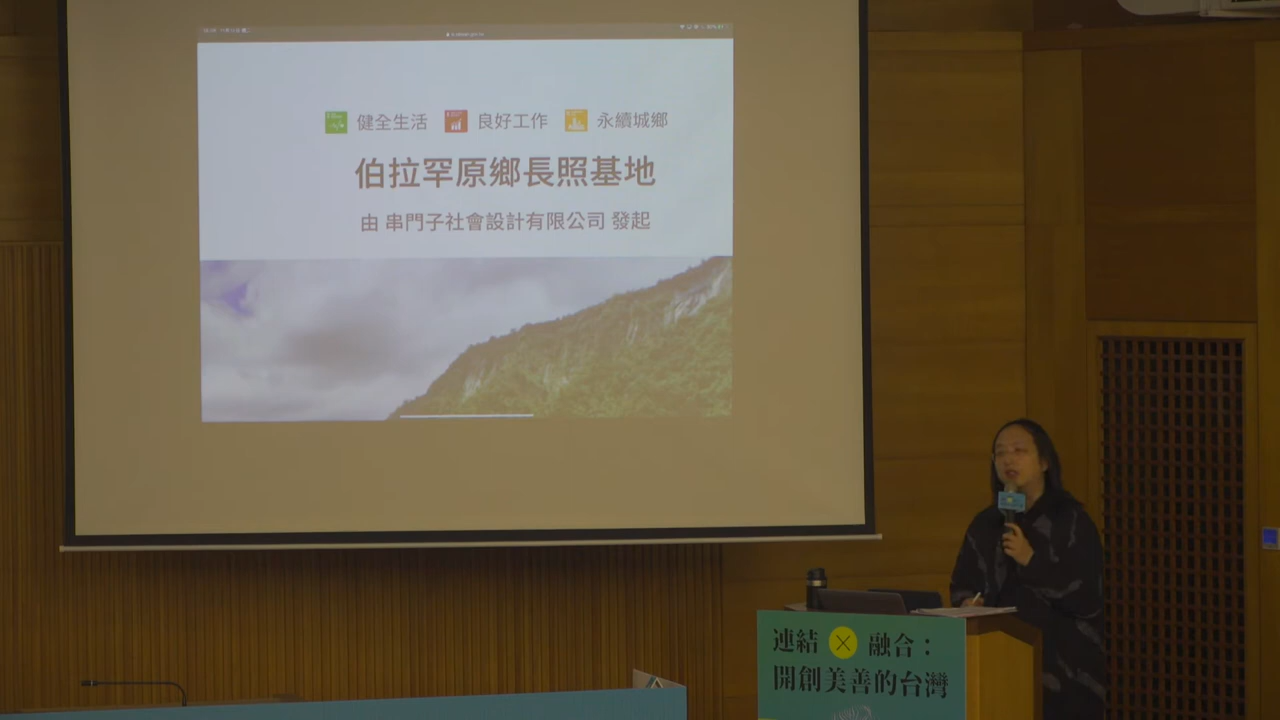 健全生活 良好工作 永續城鄉
伯拉罕原鄉長照基地
由 串門子社會設計有限公司 發起
連結 × 融合：
開創美善的台灣